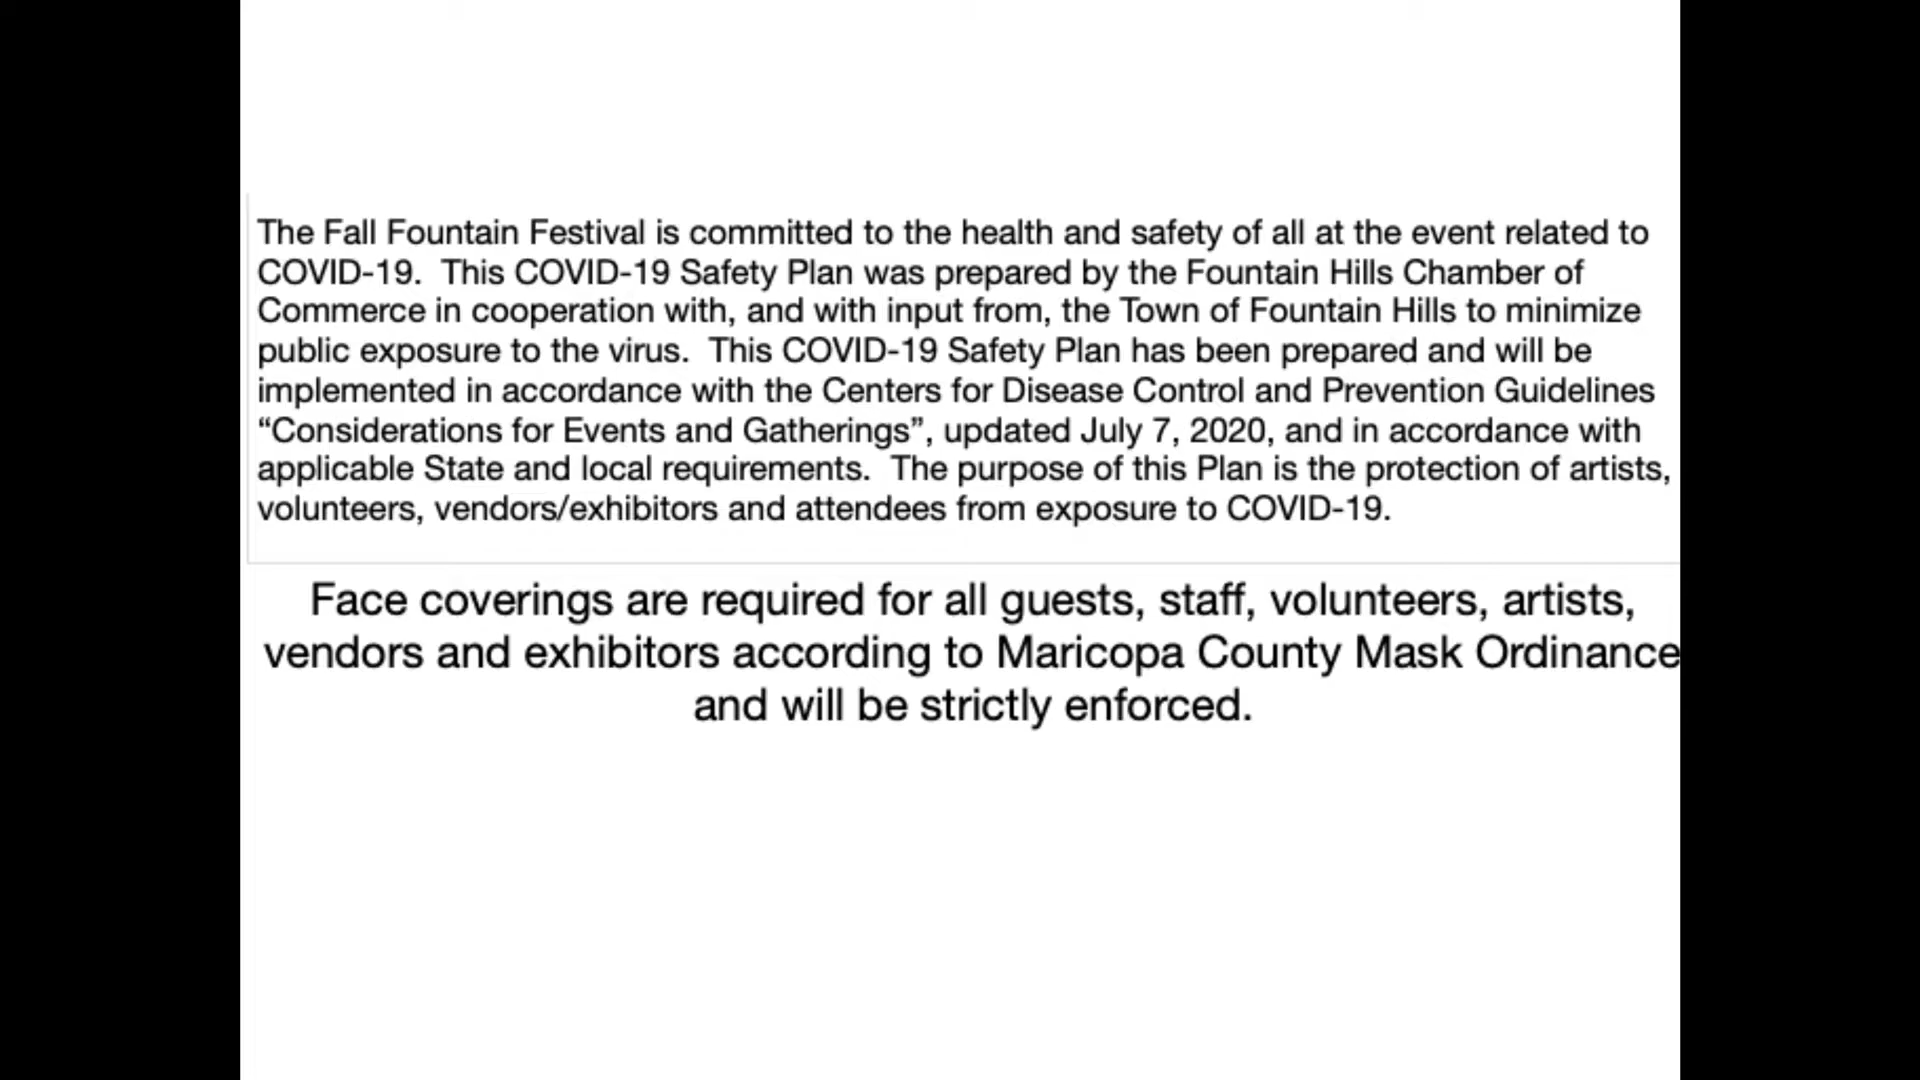 The Fall Fountain Festival is committed to the health and safety of all at the event related to
COVID-19.  This COVID-19 Safety Plan was prepared by the Fountain Hills Chamber of
Commerce in cooperation with, and with input from, the Town of Fountain Hills to minimize
public exposure to the virus.  This COVID-19 Safety Plan has been prepared and will be
implemented in accordance with the Centers for Disease Control and Prevention Guidelines
“Considerations for Events and Gatherings”, updated July 7, 2020, and in accordance with
applicable State and local requirements.  The purpose of this Plan is the protection of artists,
volunteers, vendors/exhibitors and attendees from exposure to COVID-19.
Face coverings are required for all guests, staff, volunteers, artists,
vendors and exhibitors according to Maricopa County Mask Ordinance
and will be strictly enforced.